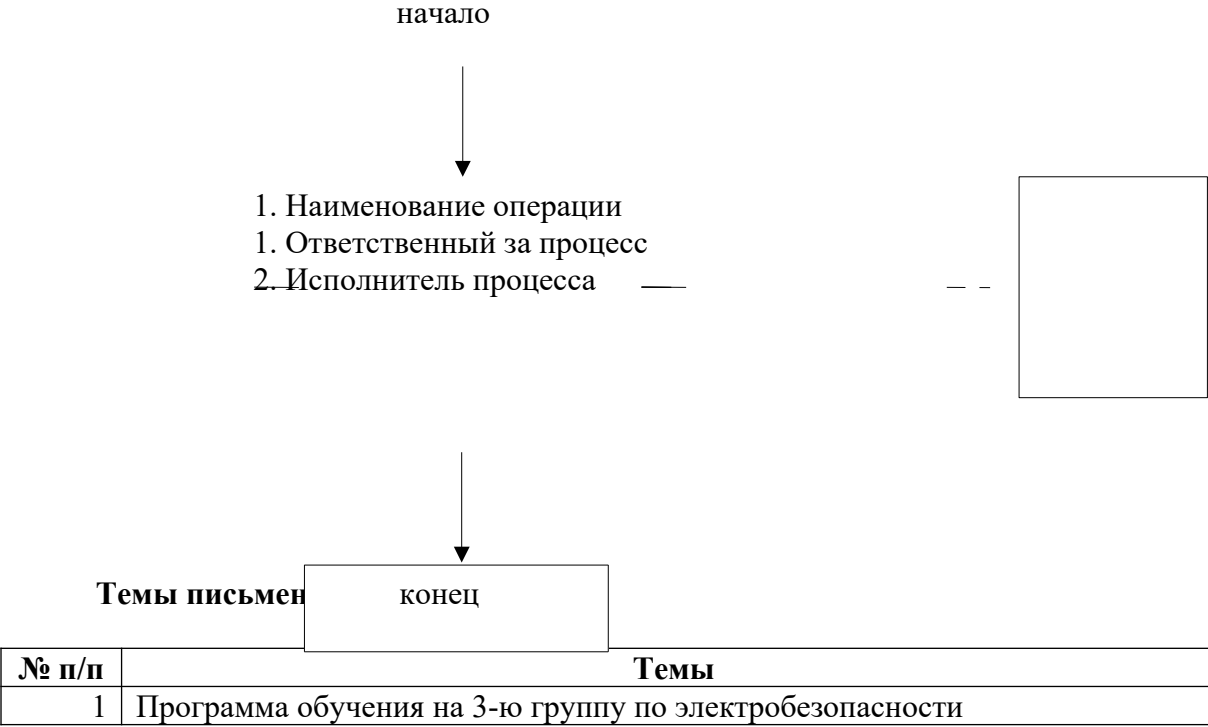 начало
1. Наименование операции
1. Ответственный за процесс
2. Исполнитель процесса
Темы письмен
конец
№ п/п Темы
1 Программа обучения на 3-ю группу по электробезопасности